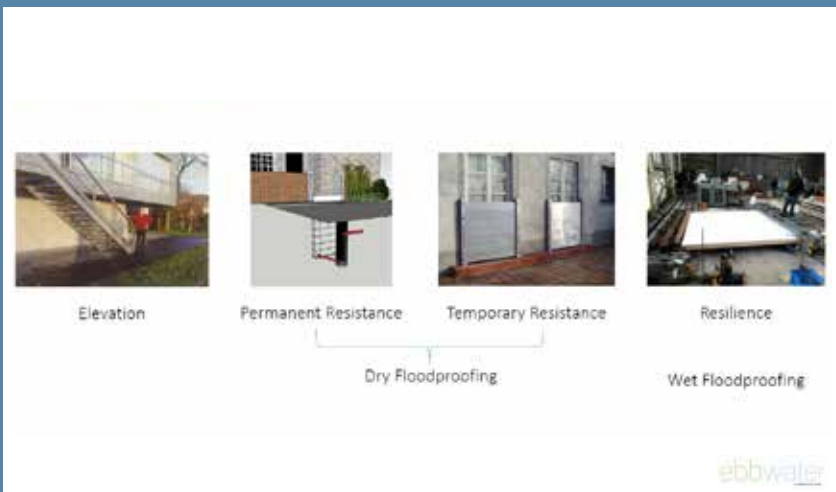 Elevation
Permanent Resistance
Temporary Resistance
Resilience
Dry Floodproofing
Wet Floodproofing
ebbwater